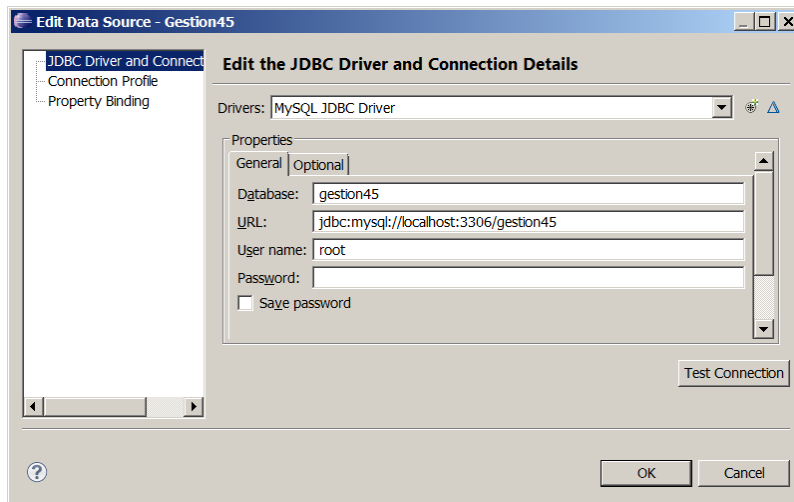 Edit Data Source - Gestion45
JDBC Driver and Connect
Connection Profile
Property Binding
Edit the JDBC Driver and Connection Details
Drivers: MySQL JDBC Driver
Properties
General Optional
Database: gestion45
URL: jdbc:mysql://localhost:3306/gestion45
User name: root
Password:
Save password
Test Connection
?
OK Cancel